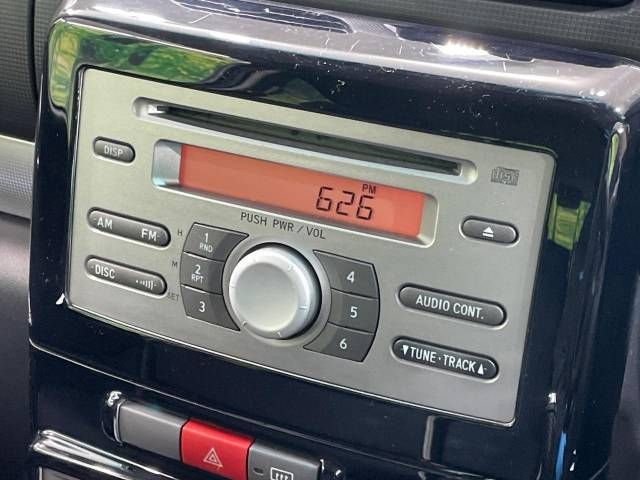 DISP
PM
626
PUSH PWR / VOL
AM FM
DISC
H
M
SET
1
RND
2
RPT
3
4
5
6
AUDIO CONT.
▼TUNE·TRACK▲